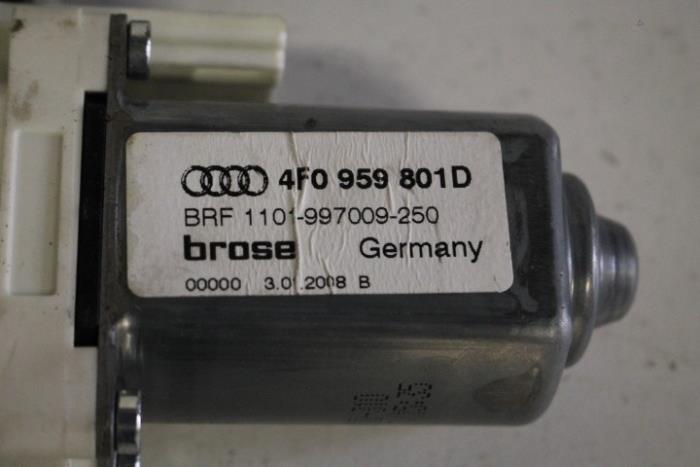 4F0 959 801D
BRF 1101-997009-250
brose Germany
00000 3.01.2008 B